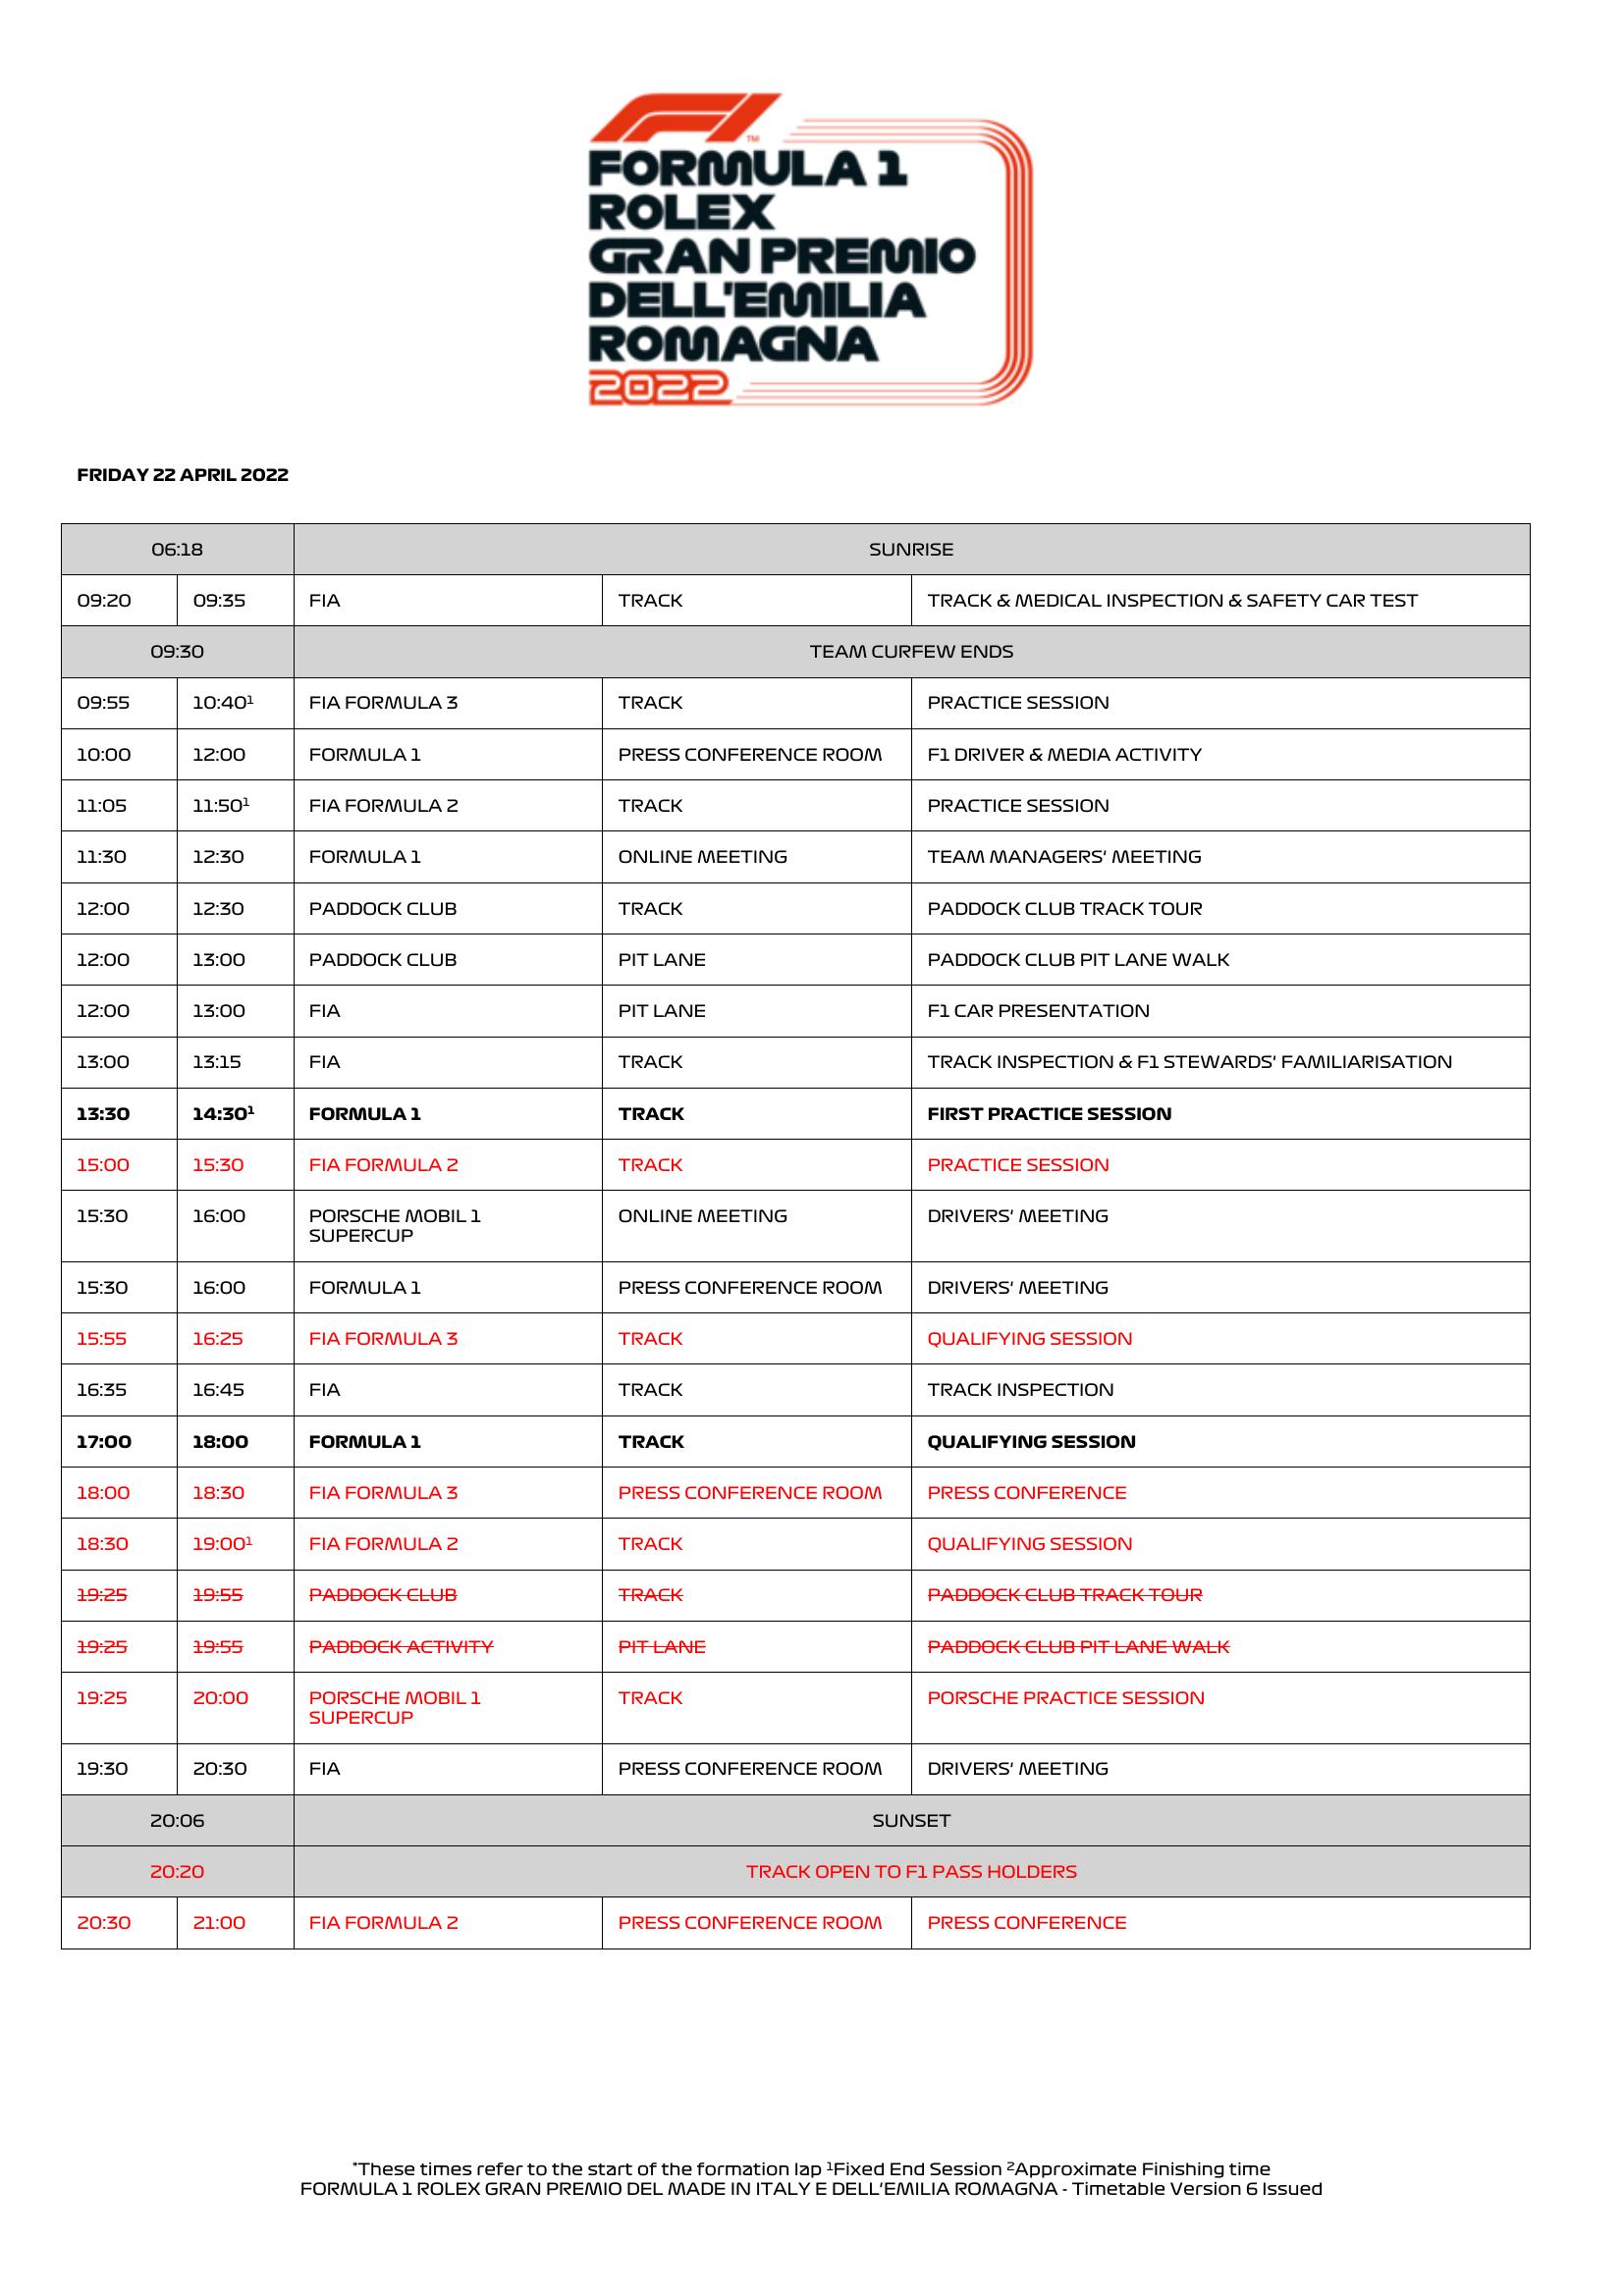 F1 TM
FORMULA 1
ROLEX
GRAN PREMIO
DELL'EMILIA
ROMAGNA
2022
FRIDAY 22 APRIL 2022
06:18 SUNRISE
09:20 09:35 FIA TRACK TRACK & MEDICAL INSPECTION & SAFETY CAR TEST
09:30 TEAM CURFEW ENDS
09:55 10:40¹ FIA FORMULA 3 TRACK PRACTICE SESSION
10:00 12:00 FORMULA 1 PRESS CONFERENCE ROOM F1 DRIVER & MEDIA ACTIVITY
11:05 11:50¹ FIA FORMULA 2 TRACK PRACTICE SESSION
11:30 12:30 FORMULA 1 ONLINE MEETING TEAM MANAGERS' MEETING
12:00 12:30 PADDOCK CLUB TRACK PADDOCK CLUB TRACK TOUR
12:00 13:00 PADDOCK CLUB PIT LANE PADDOCK CLUB PIT LANE WALK
12:00 13:00 FIA PIT LANE F1 CAR PRESENTATION
13:00 13:15 FIA TRACK TRACK INSPECTION & F1 STEWARDS' FAMILIARISATION
13:30 14:30¹ FORMULA 1 TRACK FIRST PRACTICE SESSION
15:00 15:30 FIA FORMULA 2 TRACK PRACTICE SESSION
15:30 16:00 PORSCHE MOBIL 1 ONLINE MEETING DRIVERS' MEETING
SUPERCUP
15:30 16:00 FORMULA 1 PRESS CONFERENCE ROOM DRIVERS' MEETING
15:55 16:25 FIA FORMULA 3 TRACK QUALIFYING SESSION
16:35 16:45 FIA TRACK TRACK INSPECTION
17:00 18:00 FORMULA 1 TRACK QUALIFYING SESSION
18:00 18:30 FIA FORMULA 3 PRESS CONFERENCE ROOM PRESS CONFERENCE
18:30 19:00¹ FIA FORMULA 2 TRACK QUALIFYING SESSION
19:25 19:55 PADDOCK CLUB TRACK PADDOCK CLUB TRACK TOUR
19:25 19:55 PADDOCK ACTIVITY PIT LANE PADDOCK CLUB PIT LANE WALK
19:25 20:00 PORSCHE MOBIL 1 TRACK PORSCHE PRACTICE SESSION
SUPERCUP
19:30 20:30 FIA PRESS CONFERENCE ROOM DRIVERS' MEETING
20:06 SUNSET
20:20 TRACK OPEN TO F1 PASS HOLDERS
20:30 21:00 FIA FORMULA 2 PRESS CONFERENCE ROOM PRESS CONFERENCE
*These times refer to the start of the formation lap ¹Fixed End Session ²Approximate Finishing time
FORMULA 1 ROLEX GRAN PREMIO DEL MADE IN ITALY E DELL'EMILIA ROMAGNA - Timetable Version 6 Issued